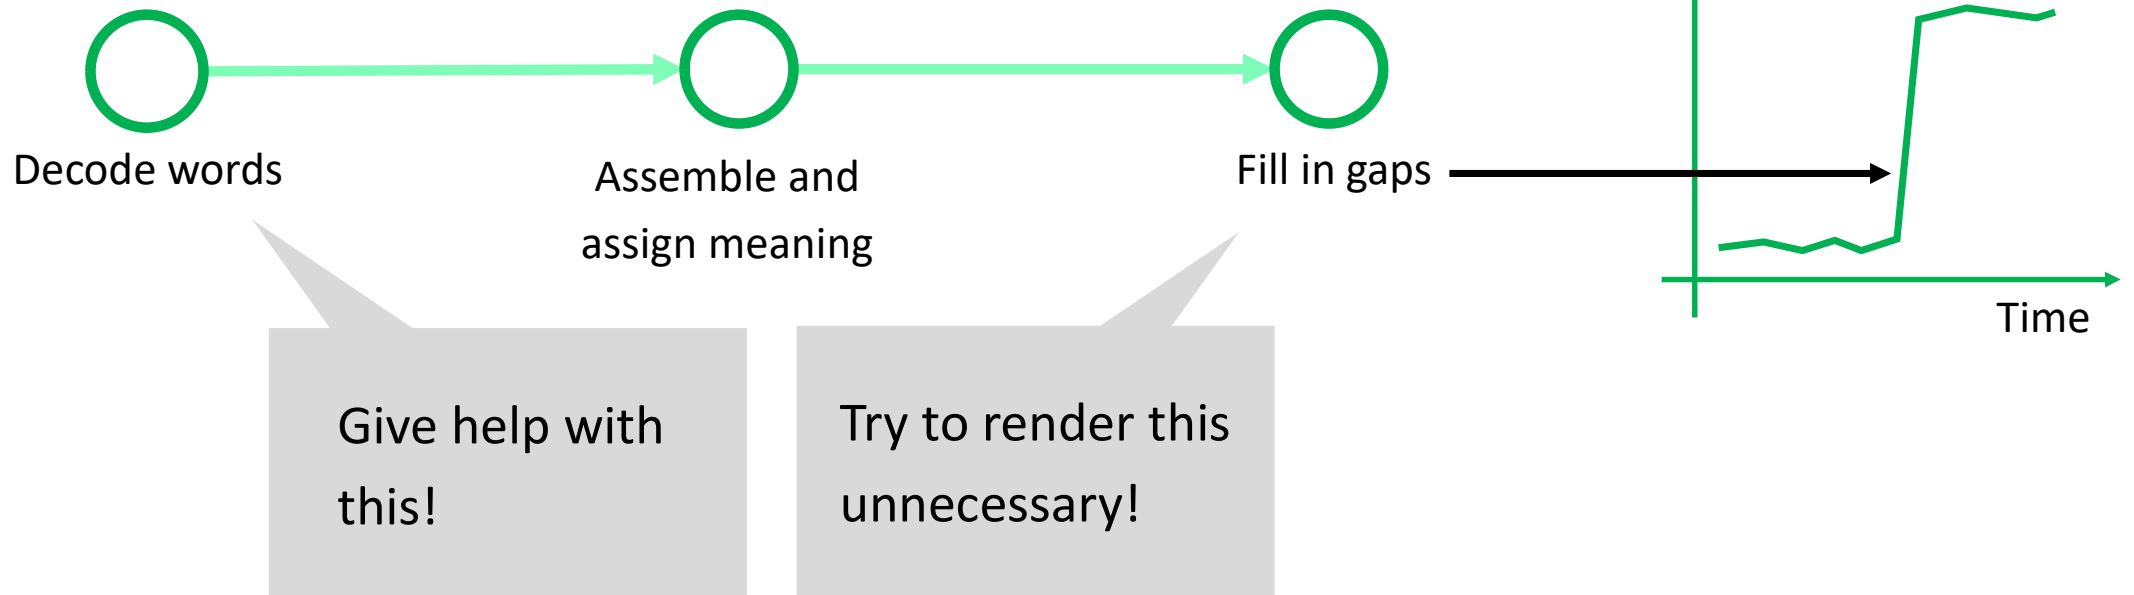 Decode words
Assemble and
assign meaning
Fill in gaps
Time
Give help with
this!
Try to render this
unnecessary!